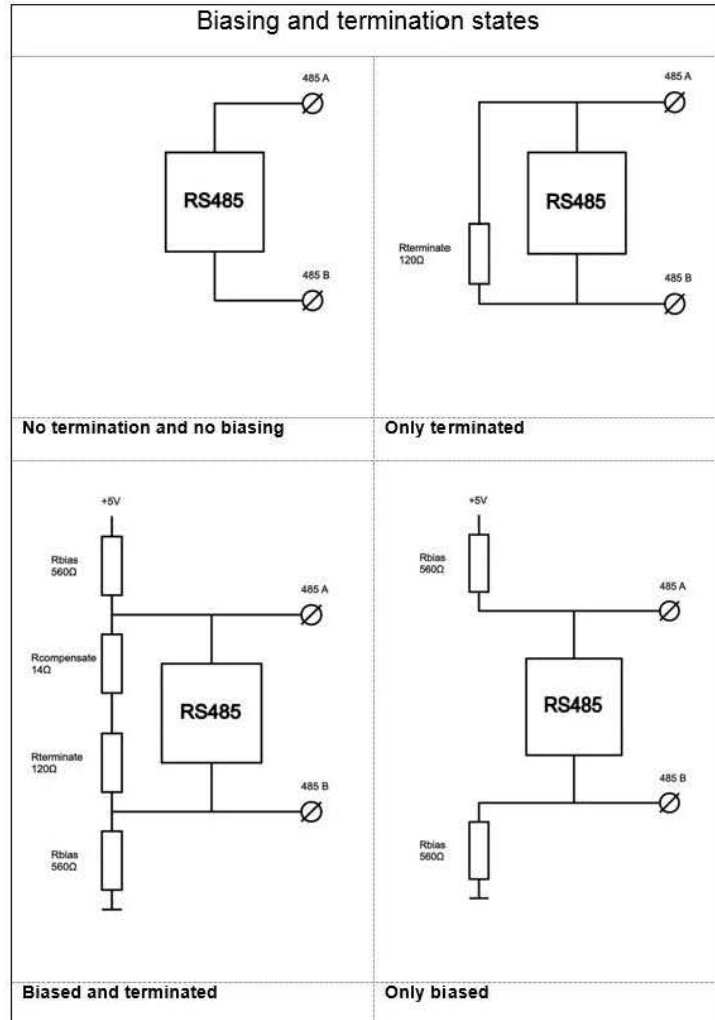 Biasing and termination states
485 A
RS485
485 B
485 A
RS485
Rterminate
120Ω
485 B
No termination and no biasing
Only terminated
+5V
Rbias
560Ω
485 A
Rcompensate
14Ω
RS485
Rterminate
120Ω
485 B
Rbias
560Ω
+5V
Rbias
560Ω
485 A
RS485
485 B
Rbias
560Ω
Biased and terminated
Only biased